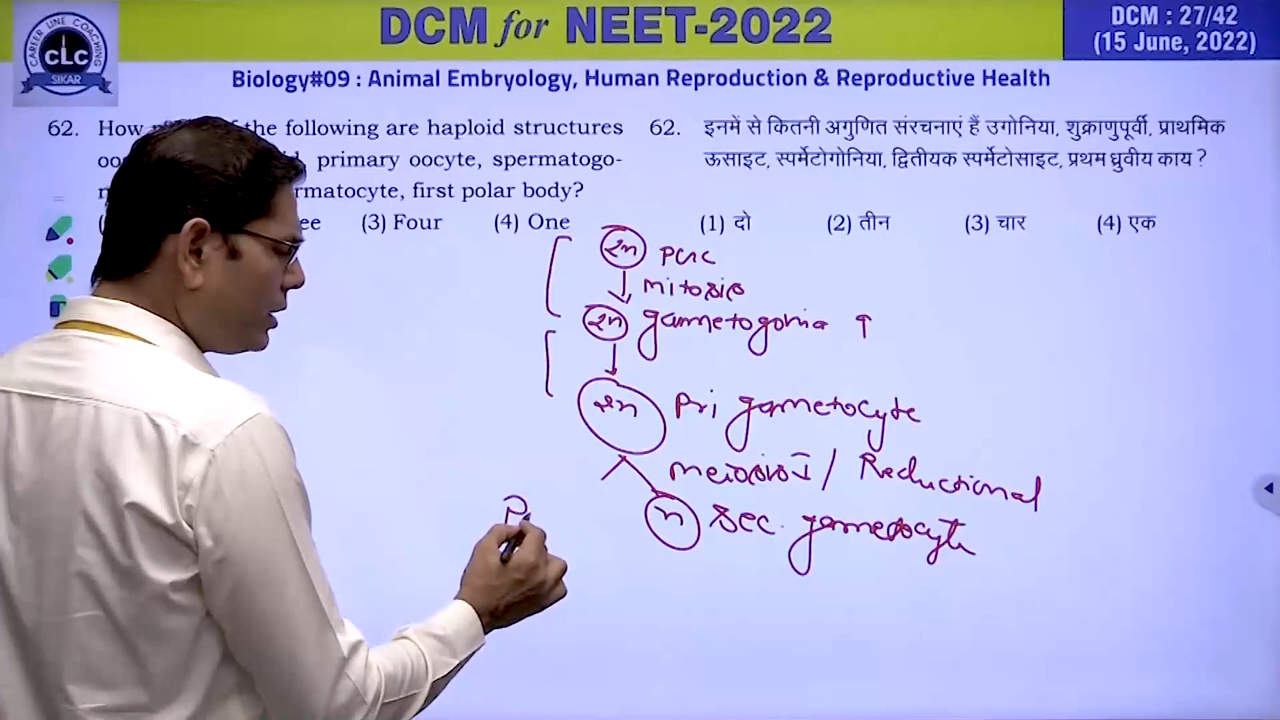 DCM for NEET-2022
DCM : 27/42
(15 June, 2022)
CAREER LINE COACHING
CLC
SIKAR
Biology#09 : Animal Embryology, Human Reproduction & Reproductive Health
62. How the following are haploid structures
primary oocyte, spermatogo-
rmatocyte, first polar body?
ee (3) Four (4) One
62. इनमें से कितनी अगुणित संरचनाएं हैं उगोनिया, शुक्राणुपूर्वी, प्राथमिक
ऊसाइट, स्पर्मेटोगोनिया, द्वितीयक स्पर्मेटोसाइट, प्रथम ध्रुवीय काय ?
(1) दो (2) तीन (3) चार (4) एक
2n PGC
mitosis
2n gametogonia ↑
2n Pri gametocyte
meiosis I / Reductional
n Sec. gametocyte
P